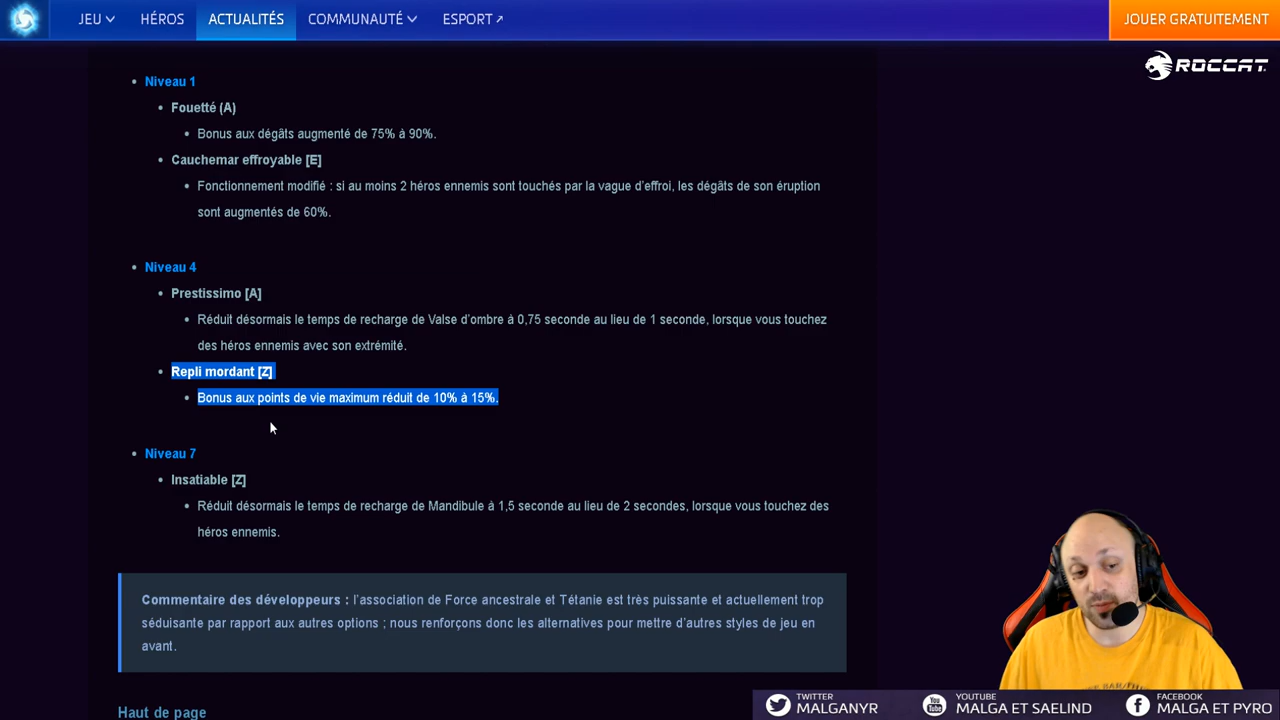 JEU HÉROS ACTUALITÉS COMMUNAUTÉ ESPORT JOUER GRATUITEMENT
ROCCAT
Niveau 1
Fouetté (A)
Bonus aux dégâts augmenté de 75% à 90%.
Cauchemar effroyable [E]
Fonctionnement modifié : si au moins 2 héros ennemis sont touchés par la vague d'effroi, les dégâts de son éruption
sont augmentés de 60%.
Niveau 4
Prestissimo [A]
Réduit désormais le temps de recharge de Valse d'ombre à 0,75 seconde au lieu de 1 seconde, lorsque vous touchez
des héros ennemis avec son extrémité.
Repli mordant [Z]
Bonus aux points de vie maximum réduit de 10% à 15%.
Niveau 7
Insatiable [Z]
Réduit désormais le temps de recharge de Mandibule à 1,5 seconde au lieu de 2 secondes, lorsque vous touchez des
héros ennemis.
Commentaire des développeurs : l'association de Force ancestrale et Tétanie est très puissante et actuellement trop
séduisante par rapport aux autres options ; nous renforçons donc les alternatives pour mettre d'autres styles de jeu en
avant.
Haut de page
TWITTER
MALGANYR
YOUTUBE
MALGA ET SAELIND
FACEBOOK
MALGA ET PYRO